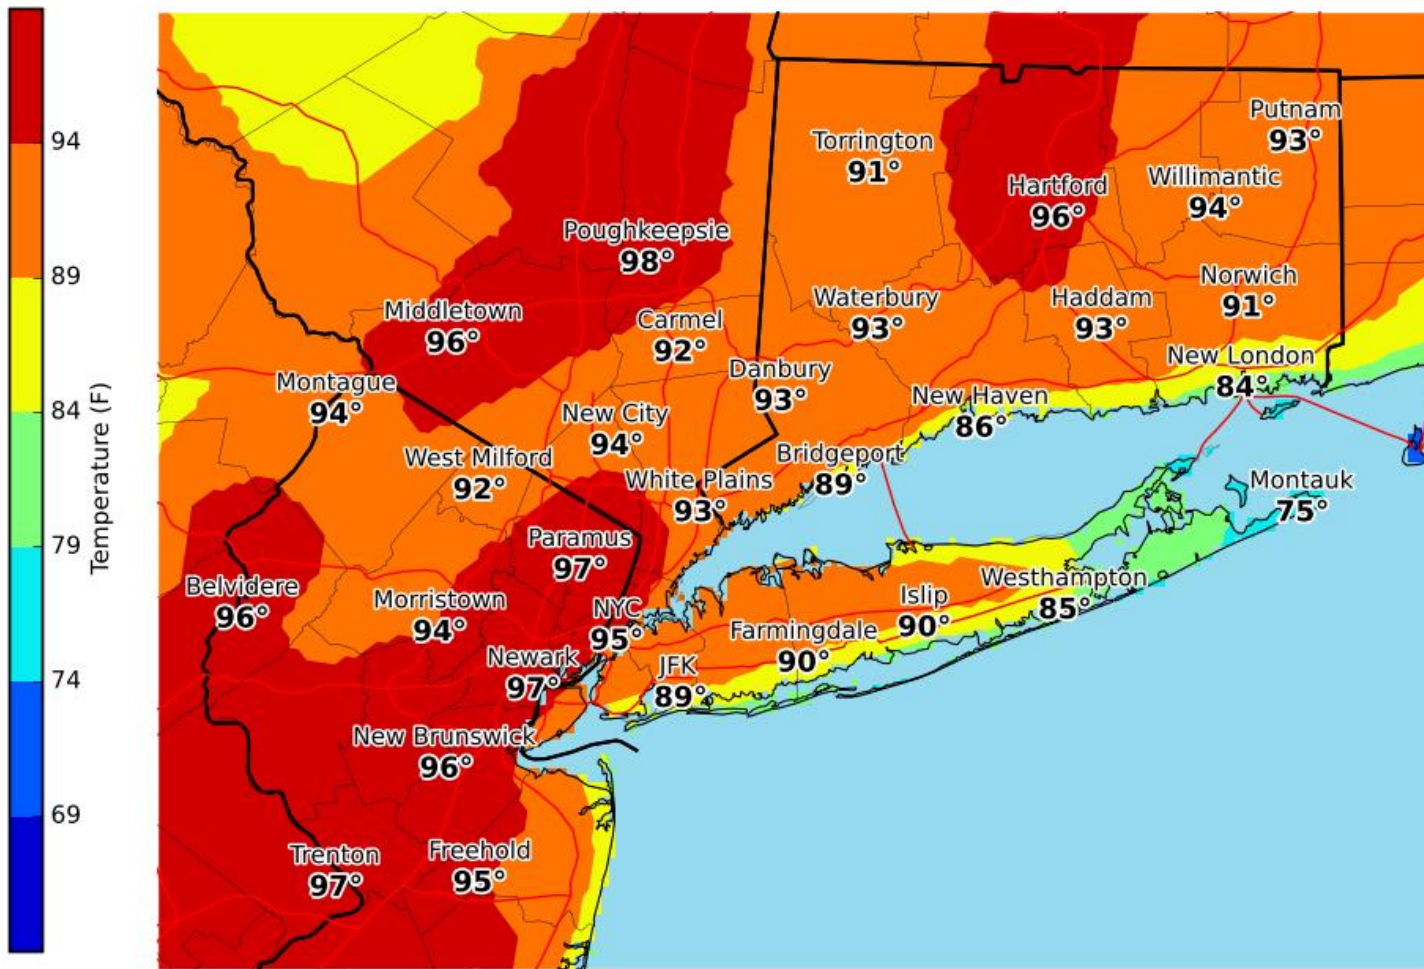 94
89
84
79
74
69
Temperature (F)
Putnam
93°
Torrington
91°
Willimantic
94°
Hartford
96°
Poughkeepsie
98°
Norwich
91°
Waterbury
93°
Haddam
93°
Middletown
96°
Carmel
92°
New London
84°
Danbury
93°
Montague
94°
New Haven
86°
New City
94°
Bridgeport
89°
West Milford
92°
White Plains
93°
Montauk
75°
Paramus
97°
Westhampton
85°
Belvidere
96°
Islip
90°
Morristown
94°
NYC
95°
Farmingdale
90°
Newark
97°
JFK
89°
New Brunswick
96°
Freehold
95°
Trenton
97°